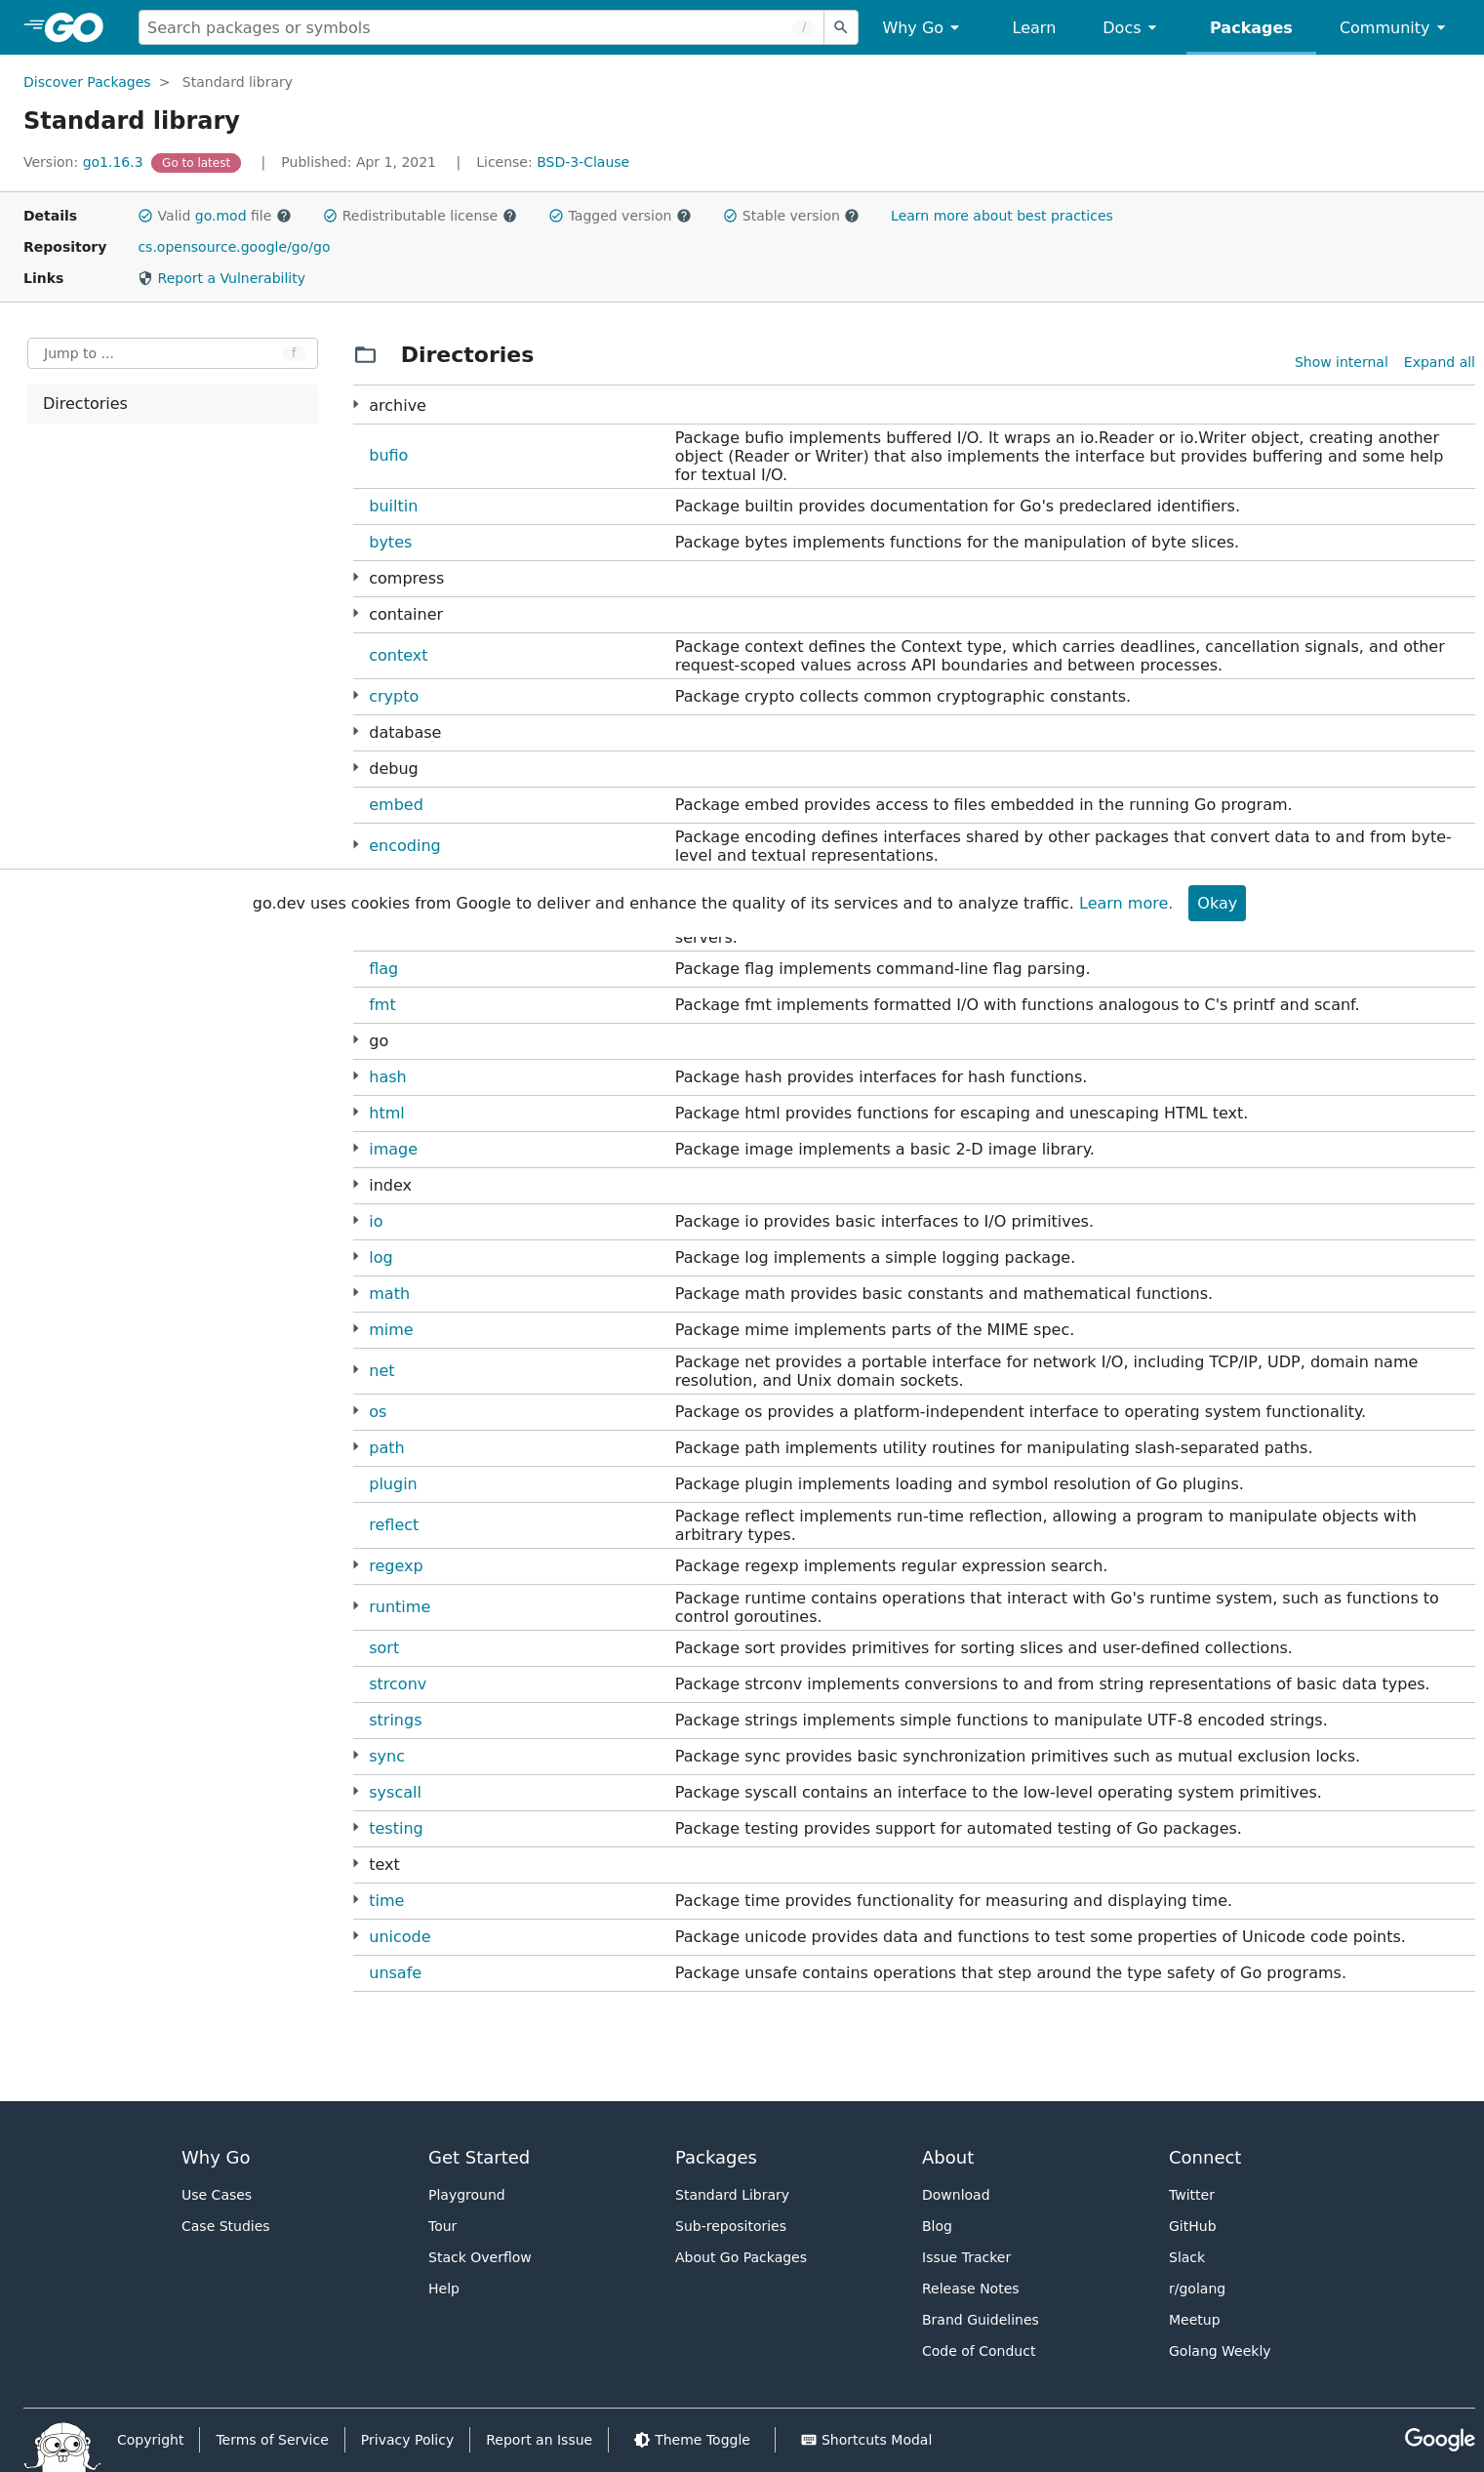 GO
Search packages or symbols /
Why Go
Learn
Docs
Packages
Community
Discover Packages > Standard library
Standard library
Version: go1.16.3 Go to latest | Published: Apr 1, 2021 | License: BSD-3-Clause
Details Valid go.mod file Redistributable license Tagged version Stable version Learn more about best practices
Repository cs.opensource.google/go/go
Links Report a Vulnerability
Jump to ... f
Directories
Directories
Show internal Expand all
archive
bufio Package bufio implements buffered I/O. It wraps an io.Reader or io.Writer object, creating another
object (Reader or Writer) that also implements the interface but provides buffering and some help
for textual I/O.
builtin Package builtin provides documentation for Go's predeclared identifiers.
bytes Package bytes implements functions for the manipulation of byte slices.
compress
container
context Package context defines the Context type, which carries deadlines, cancellation signals, and other
request-scoped values across API boundaries and between processes.
crypto Package crypto collects common cryptographic constants.
database
debug
embed Package embed provides access to files embedded in the running Go program.
encoding Package encoding defines interfaces shared by other packages that convert data to and from byte-
level and textual representations.
go.dev uses cookies from Google to deliver and enhance the quality of its services and to analyze traffic. Learn more. Okay
servers.
flag Package flag implements command-line flag parsing.
fmt Package fmt implements formatted I/O with functions analogous to C's printf and scanf.
go
hash Package hash provides interfaces for hash functions.
html Package html provides functions for escaping and unescaping HTML text.
image Package image implements a basic 2-D image library.
index
io Package io provides basic interfaces to I/O primitives.
log Package log implements a simple logging package.
math Package math provides basic constants and mathematical functions.
mime Package mime implements parts of the MIME spec.
net Package net provides a portable interface for network I/O, including TCP/IP, UDP, domain name
resolution, and Unix domain sockets.
os Package os provides a platform-independent interface to operating system functionality.
path Package path implements utility routines for manipulating slash-separated paths.
plugin Package plugin implements loading and symbol resolution of Go plugins.
reflect Package reflect implements run-time reflection, allowing a program to manipulate objects with
arbitrary types.
regexp Package regexp implements regular expression search.
runtime Package runtime contains operations that interact with Go's runtime system, such as functions to
control goroutines.
sort Package sort provides primitives for sorting slices and user-defined collections.
strconv Package strconv implements conversions to and from string representations of basic data types.
strings Package strings implements simple functions to manipulate UTF-8 encoded strings.
sync Package sync provides basic synchronization primitives such as mutual exclusion locks.
syscall Package syscall contains an interface to the low-level operating system primitives.
testing Package testing provides support for automated testing of Go packages.
text
time Package time provides functionality for measuring and displaying time.
unicode Package unicode provides data and functions to test some properties of Unicode code points.
unsafe Package unsafe contains operations that step around the type safety of Go programs.
Why Go
Use Cases
Case Studies
Get Started
Playground
Tour
Stack Overflow
Help
Packages
Standard Library
Sub-repositories
About Go Packages
About
Download
Blog
Issue Tracker
Release Notes
Brand Guidelines
Code of Conduct
Connect
Twitter
GitHub
Slack
r/golang
Meetup
Golang Weekly
Copyright
Terms of Service
Privacy Policy
Report an Issue
Theme Toggle
Shortcuts Modal
Google